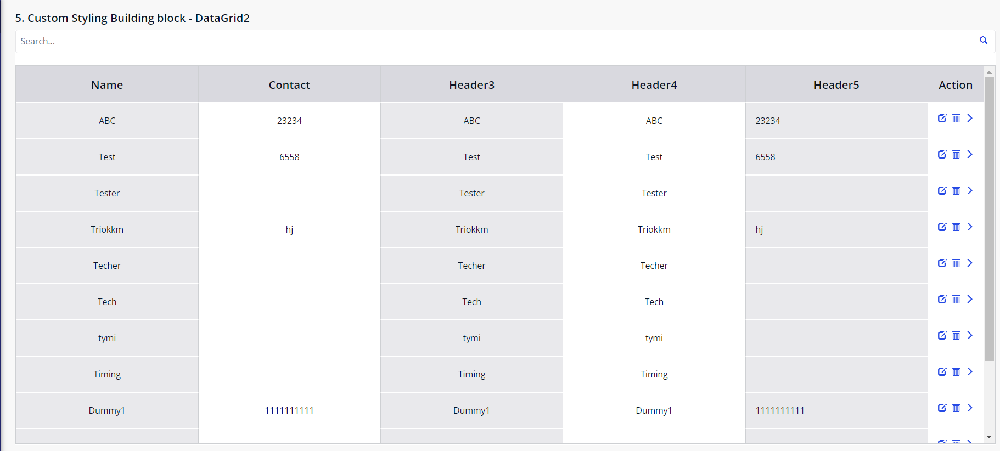 5. Custom Styling Building block - DataGrid2
Search...
Name Contact Header3 Header4 Header5 Action
ABC 23234 ABC ABC 23234
Test 6558 Test Test 6558
Tester Tester Tester
Triokkm hj Triokkm Triokkm hj
Techer Techer Techer
Tech Tech Tech
tymi tymi tymi
Timing Timing Timing
Dummy1 1111111111 Dummy1 Dummy1 1111111111